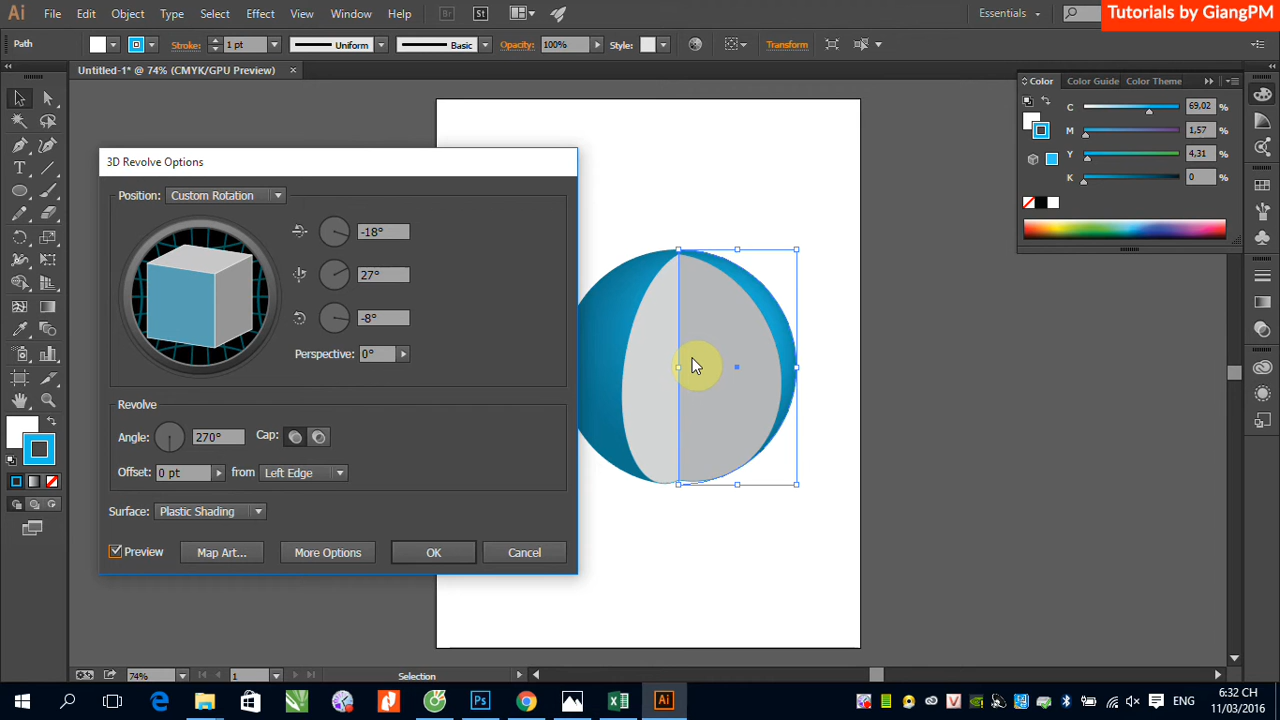 Ai File Edit Object Type Select Effect View Window Help Br St Essentials Tutorials by GiangPM
Path Stroke: 1 pt Uniform Basic Opacity: 100% Style: Transform
Untitled-1* @ 74% (CMYK/GPU Preview) ×
Color Color Guide Color Theme
C 69,02 %
M 1,57 %
Y 4,31 %
K 0 %
3D Revolve Options
Position: Custom Rotation
-18°
27°
-8°
Perspective: 0°
Revolve
Angle: 270° Cap:
Offset: 0 pt from Left Edge
Surface: Plastic Shading
Preview Map Art... More Options OK Cancel
74% 1 Selection
Ps Ai V ENG 6:32 CH
11/03/2016